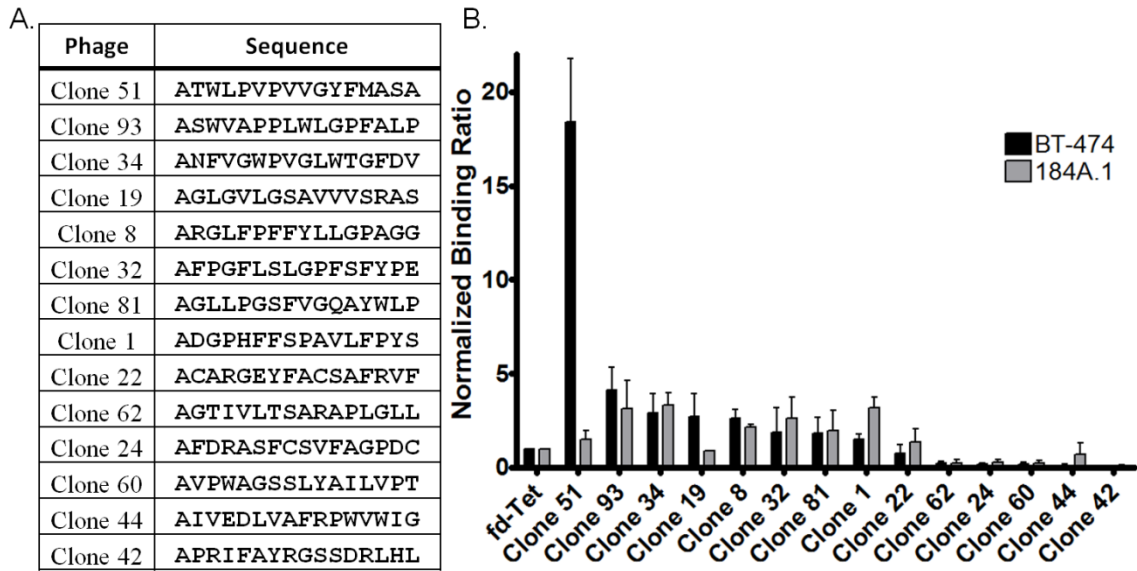 A.
Phage Sequence
Clone 51 ATWLPVPVVGYFMASA
Clone 93 ASWVAPPLWLGPFALP
Clone 34 ANFVGWPVGLWTGFDV
Clone 19 AGLGVLGSAVVVSRAS
Clone 8 ARGLFPFFYLLGPAGG
Clone 32 AFPGFLSLGPFSFYPE
Clone 81 AGLLPGSFVGQAYWLP
Clone 1 ADGPHFFSPAVLFPYS
Clone 22 ACARGEYFACSAFRVF
Clone 62 AGTIVLTSARAPLGLL
Clone 24 AFDRASFCSVFAGPDC
Clone 60 AVPWAGSSLYAILVPT
Clone 44 AIVEDLVAFRPWVWIG
Clone 42 APRIFAYRGSSDRLHL
B.
Normalized Binding Ratio
20
15
10
5
0
BT-474
184A.1
fd-Tet
Clone 51
Clone 93
Clone 34
Clone 19
Clone 8
Clone 32
Clone 81
Clone 1
Clone 22
Clone 62
Clone 24
Clone 60
Clone 44
Clone 42